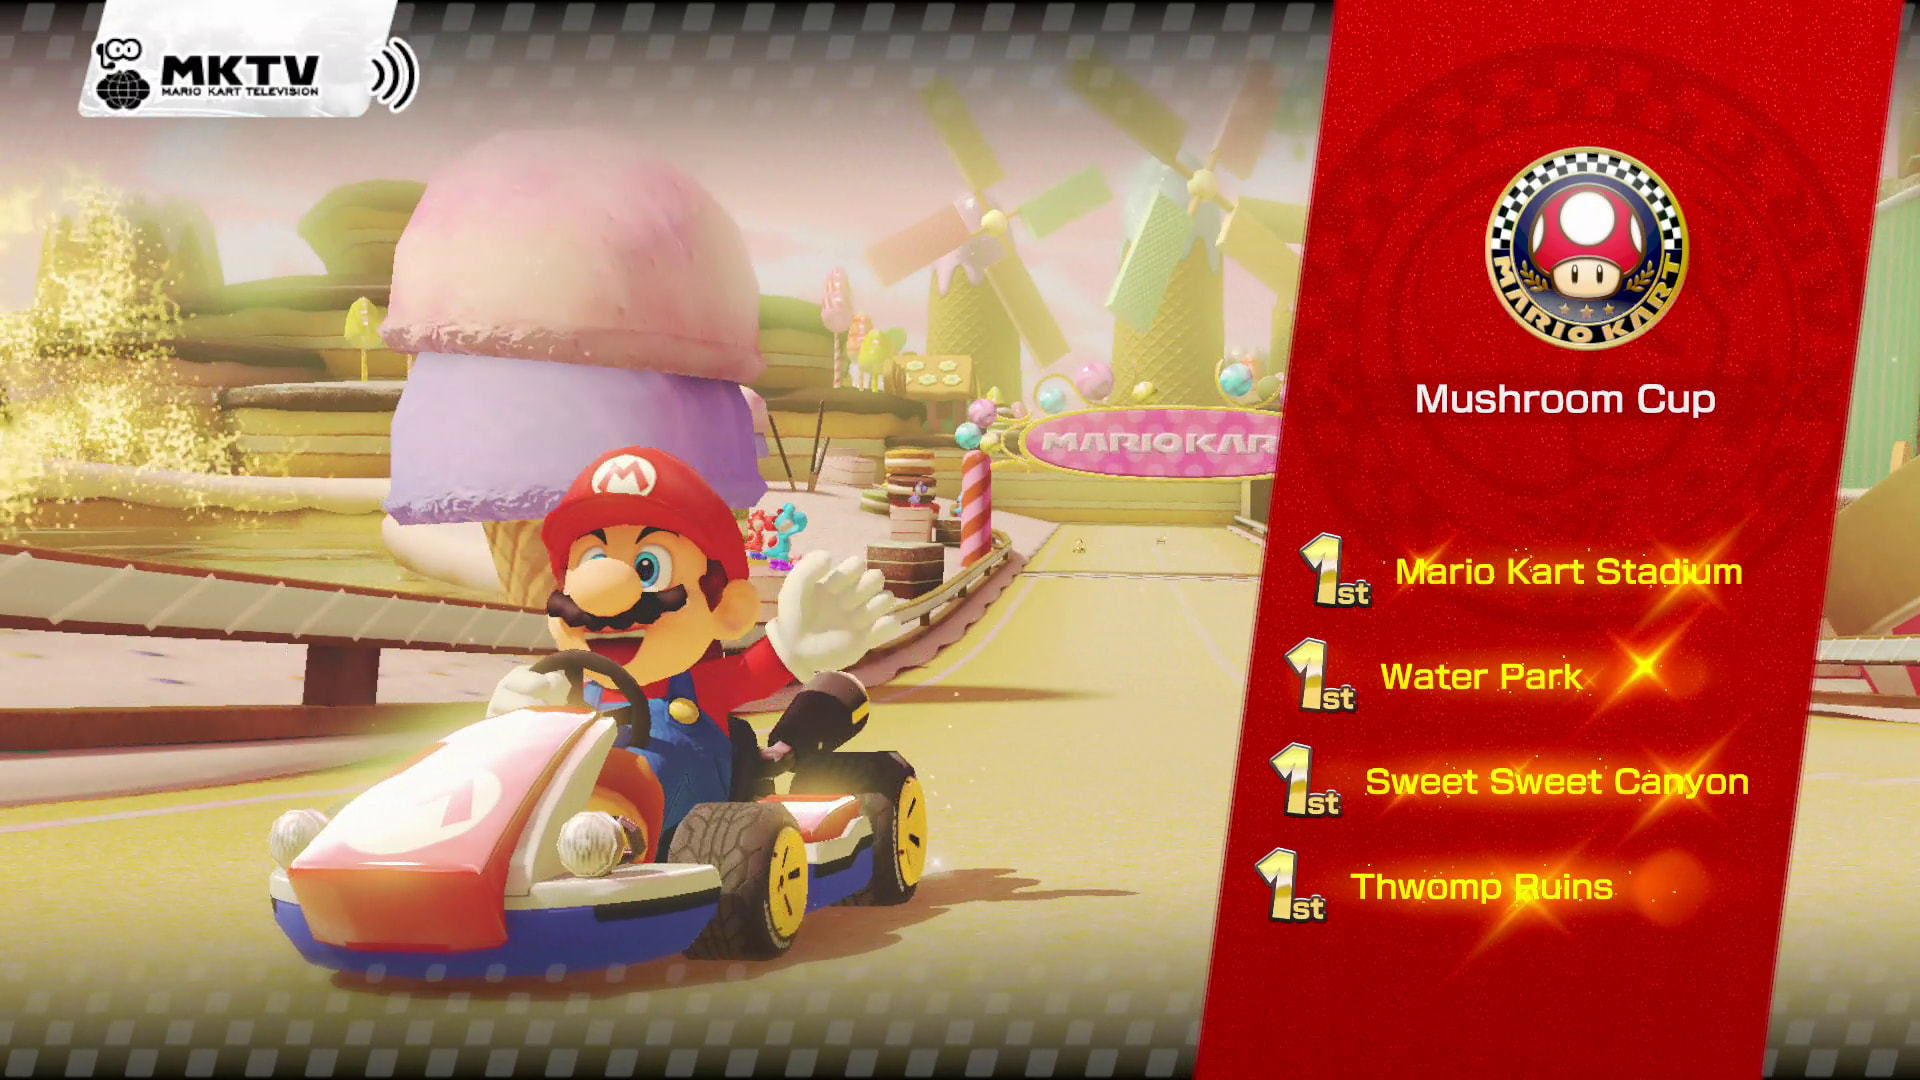 MKTV
MARIO KART TELEVISION
MARIO KART
Mushroom Cup
MARIOKAR
M
1st Mario Kart Stadium
1st Water Park
1st Sweet Sweet Canyon
1st Thwomp Ruins